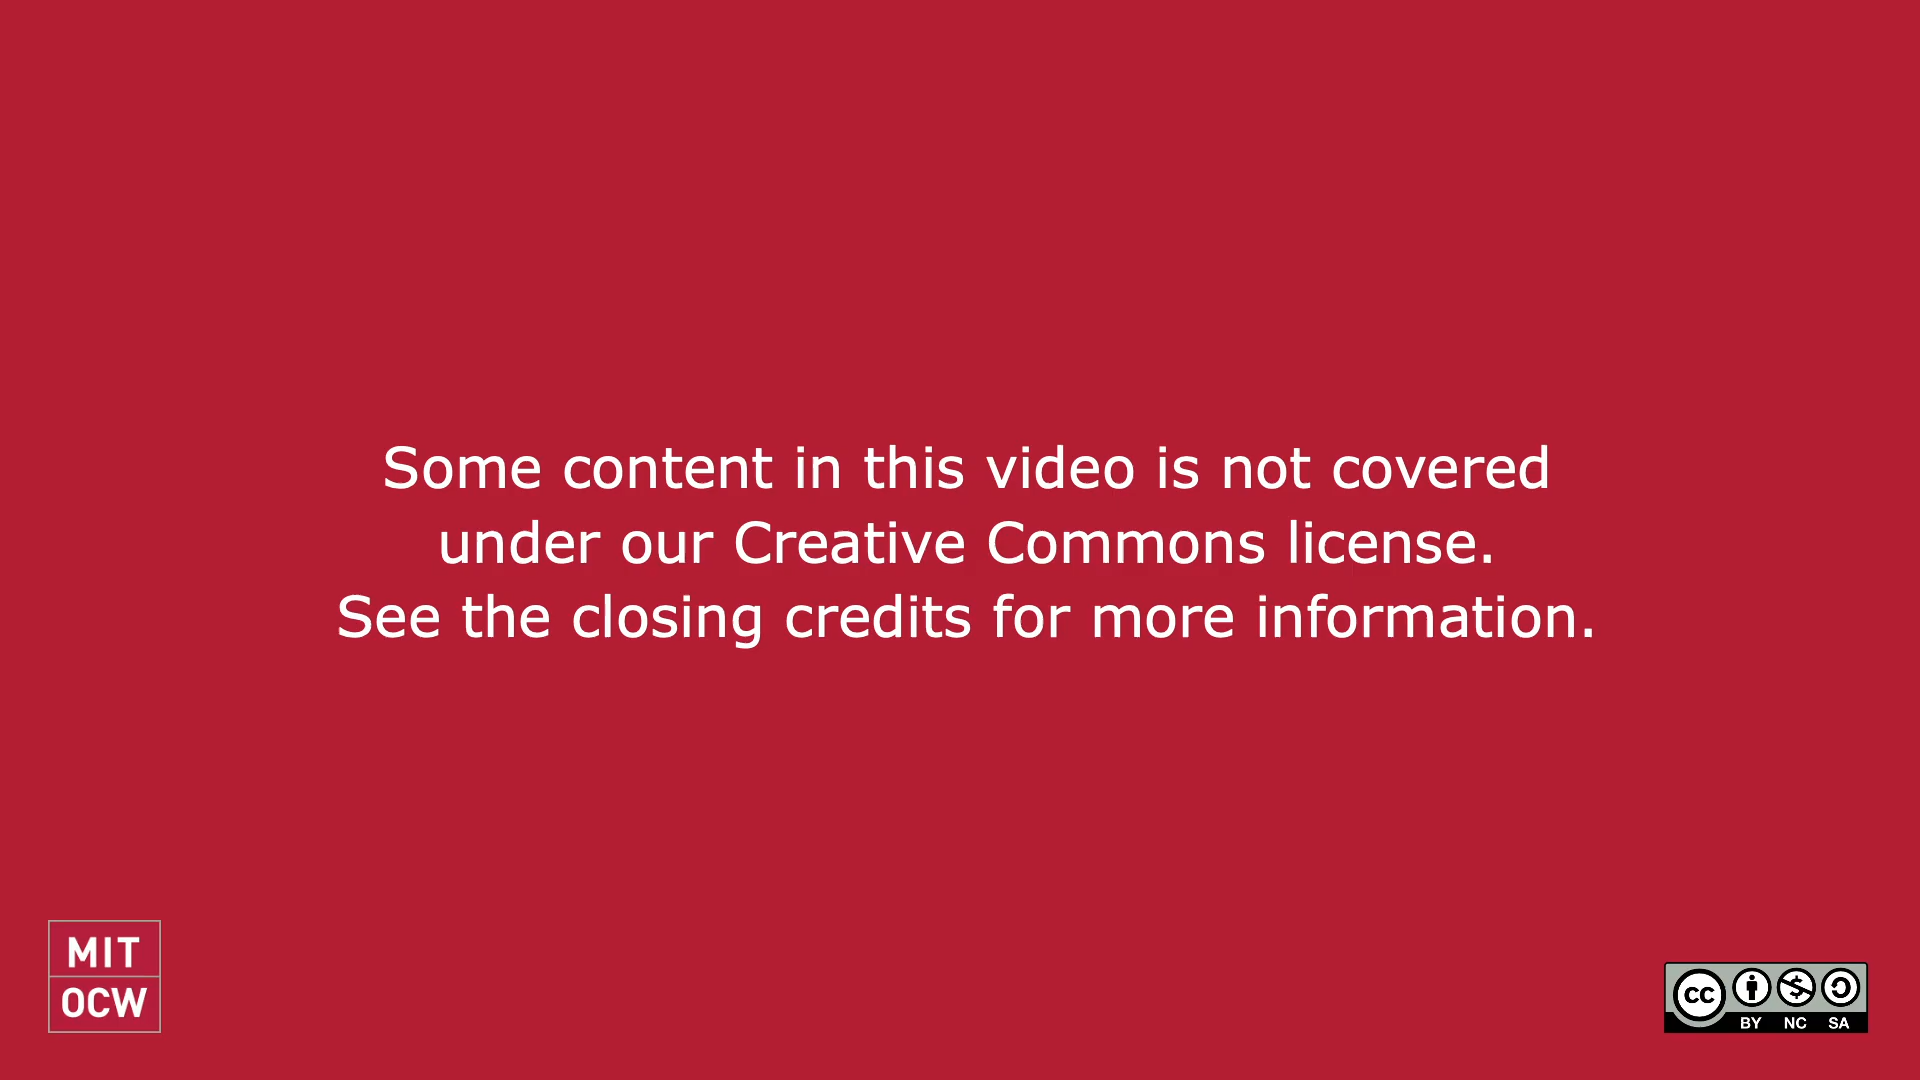 Some content in this video is not covered
under our Creative Commons license.
See the closing credits for more information.
MIT
OCW
cc
BY NC SA